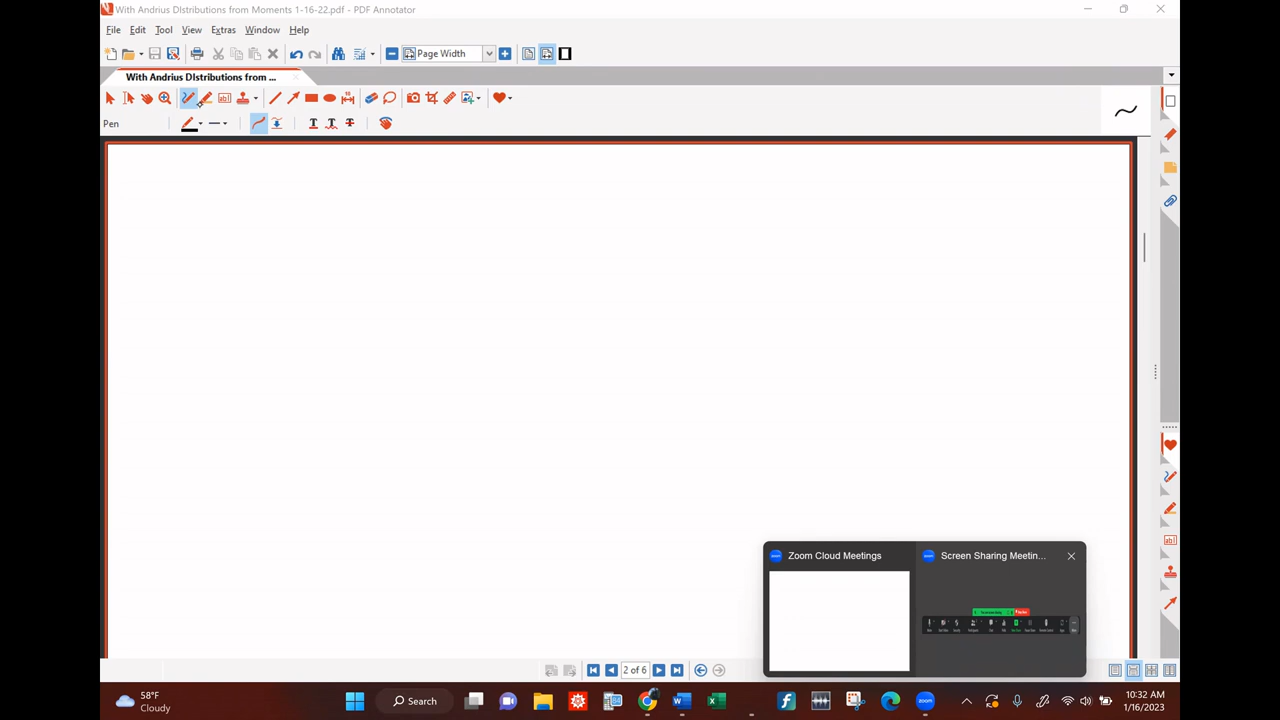 With Andrius DIstributions from Moments 1-16-22.pdf - PDF Annotator
File Edit Tool View Extras Window Help
Page Width
With Andrius DIstributions from ...
Pen
Zoom Cloud Meetings
Screen Sharing Meetin...
2 of 6
58°F
Cloudy
Search
10:32 AM
1/16/2023